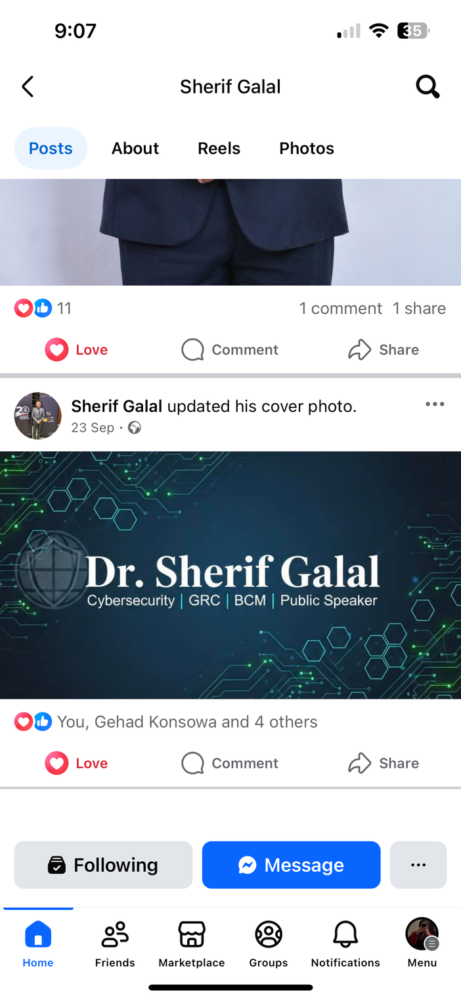 9:07
35
Sherif Galal
Posts
About
Reels
Photos
11
1 comment 1 share
Love
Comment
Share
Sherif Galal updated his cover photo.
23 Sep ·
Dr. Sherif Galal
Cybersecurity | GRC | BCM | Public Speaker
You, Gehad Konsowa and 4 others
Love
Comment
Share
Following
Message
Home
Friends
Marketplace
Groups
Notifications
Menu